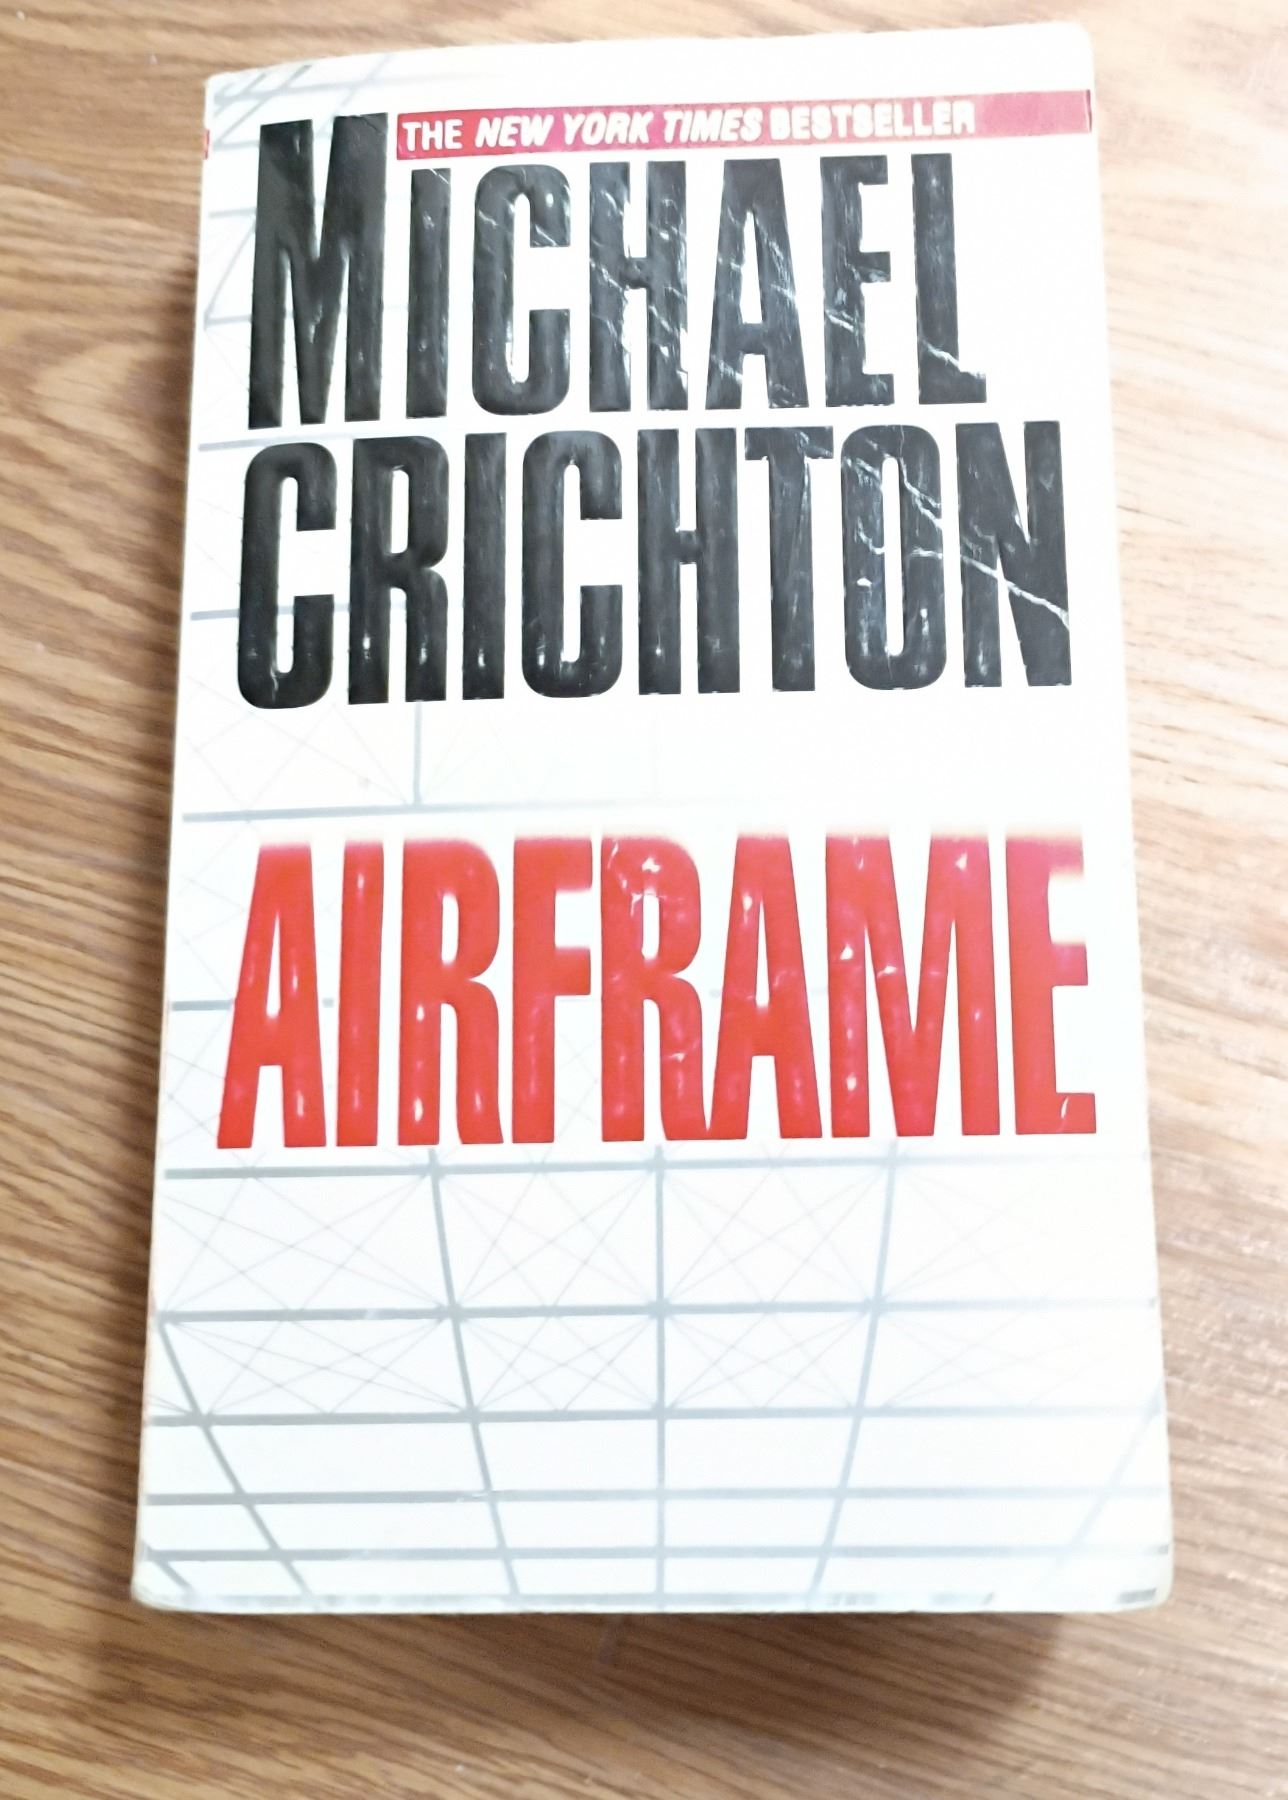 THE NEW YORK TIMES BESTSELLER
MICHAEL
CRICHTON
AIRFRAME